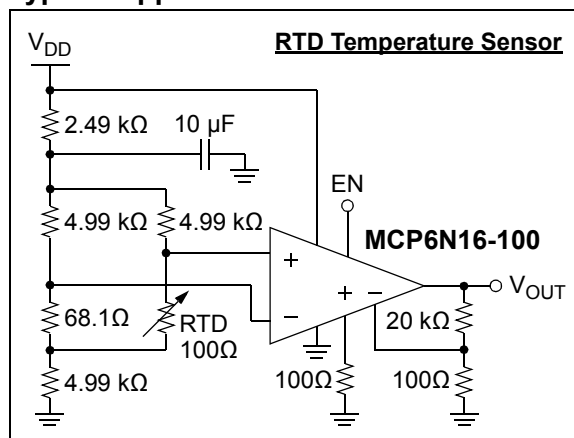 RTD Temperature Sensor
V_DD
2.49 kΩ
10 µF
EN
4.99 kΩ
4.99 kΩ
MCP6N16-100
+
−
+ −
V_OUT
68.1Ω
RTD
100Ω
20 kΩ
4.99 kΩ
100Ω
100Ω